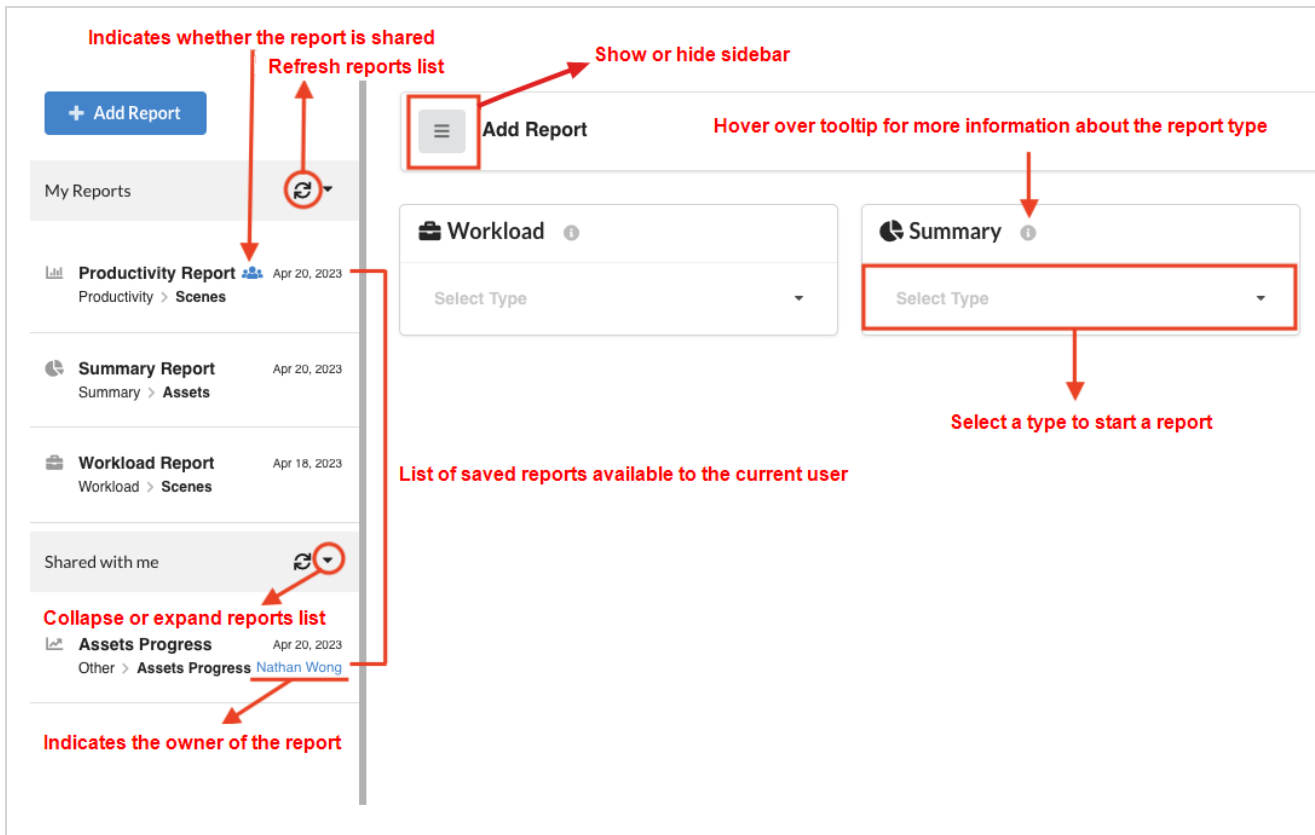 Indicates whether the report is shared
Refresh reports list
Show or hide sidebar
+ Add Report
Add Report
Hover over tooltip for more information about the report type
My Reports
Workload
Summary
Select Type
Select Type
Productivity Report Apr 20, 2023
Productivity > Scenes
Summary Report Apr 20, 2023
Summary > Assets
Select a type to start a report
Workload Report Apr 18, 2023
Workload > Scenes
List of saved reports available to the current user
Shared with me
Collapse or expand reports list
Assets Progress Apr 20, 2023
Other > Assets Progress Nathan Wong
Indicates the owner of the report